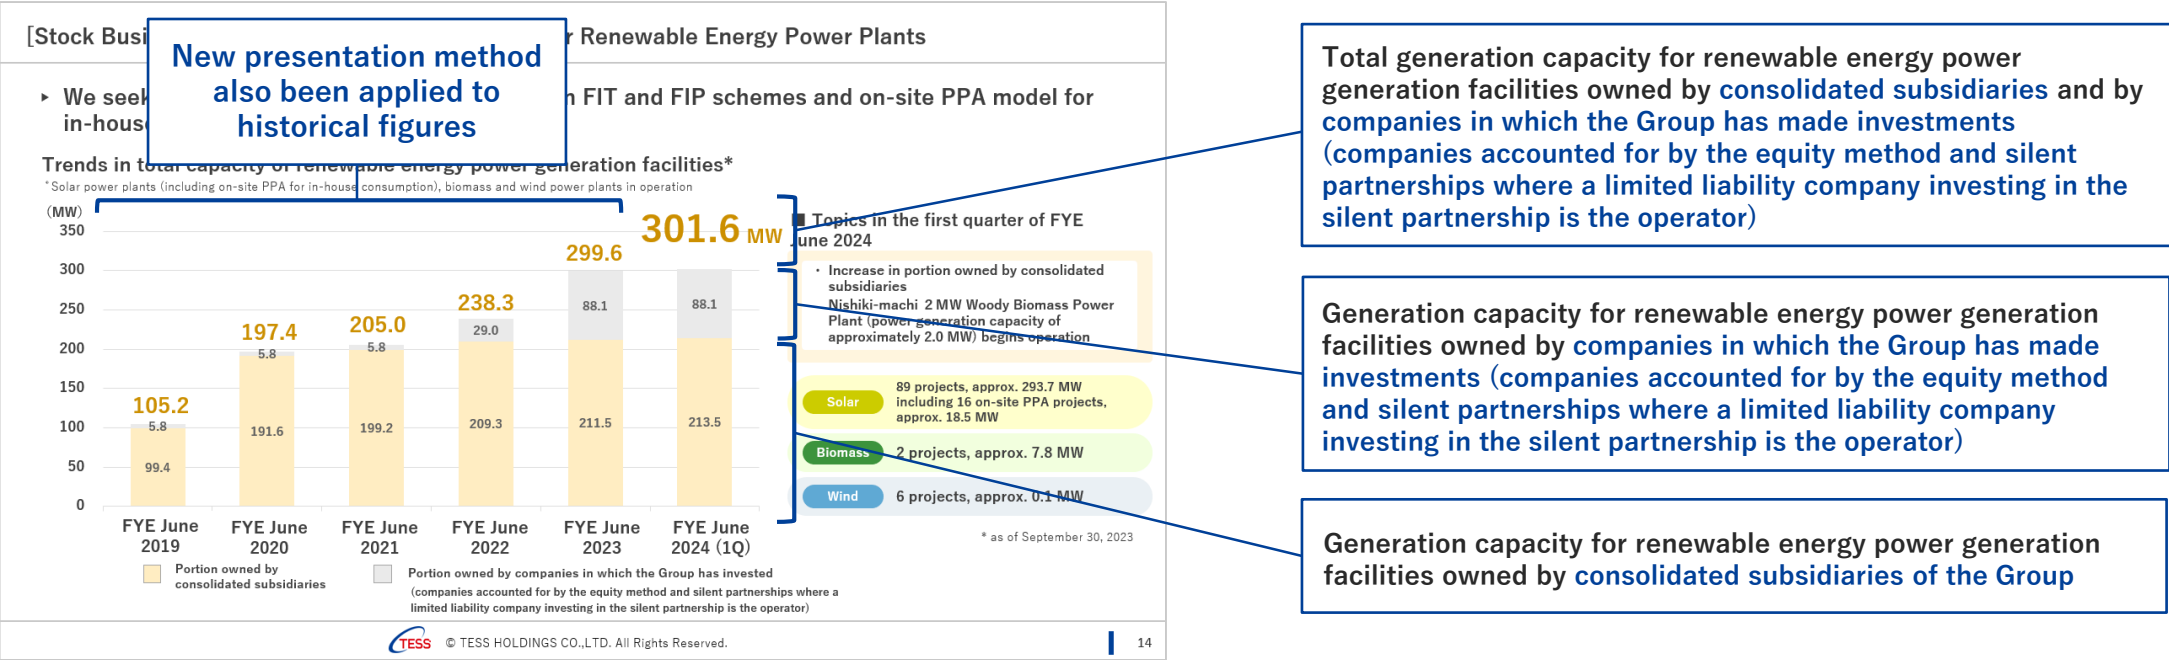 [Stock Busi
r Renewable Energy Power Plants
New presentation method
also been applied to
historical figures
▸ We seek
n FIT and FIP schemes and on-site PPA model for
in-hous
Trends in total capacity of renewable energy power generation facilities*
*Solar power plants (including on-site PPA for in-house consumption), biomass and wind power plants in operation
(MW)
350
300
250
200
150
100
50
0
105.2
5.8
99.4
197.4
5.8
191.6
205.0
5.8
199.2
238.3
29.0
209.3
299.6
88.1
211.5
301.6 MW
88.1
213.5
FYE June
2019
FYE June
2020
FYE June
2021
FYE June
2022
FYE June
2023
FYE June
2024 (1Q)
Portion owned by
consolidated subsidiaries
Portion owned by companies in which the Group has invested
(companies accounted for by the equity method and silent partnerships where a
limited liability company investing in the silent partnership is the operator)
■ Topics in the first quarter of FYE
June 2024
・ Increase in portion owned by consolidated
subsidiaries
Nishiki-machi 2 MW Woody Biomass Power
Plant (power generation capacity of
approximately 2.0 MW) begins operation
Solar
89 projects, approx. 293.7 MW
including 16 on-site PPA projects,
approx. 18.5 MW
Biomass
2 projects, approx. 7.8 MW
Wind
6 projects, approx. 0.1 MW
* as of September 30, 2023
TESS
© TESS HOLDINGS CO.,LTD. All Rights Reserved.
14
Total generation capacity for renewable energy power
generation facilities owned by consolidated subsidiaries and by
companies in which the Group has made investments
(companies accounted for by the equity method and silent
partnerships where a limited liability company investing in the
silent partnership is the operator)
Generation capacity for renewable energy power generation
facilities owned by companies in which the Group has made
investments (companies accounted for by the equity method
and silent partnerships where a limited liability company
investing in the silent partnership is the operator)
Generation capacity for renewable energy power generation
facilities owned by consolidated subsidiaries of the Group